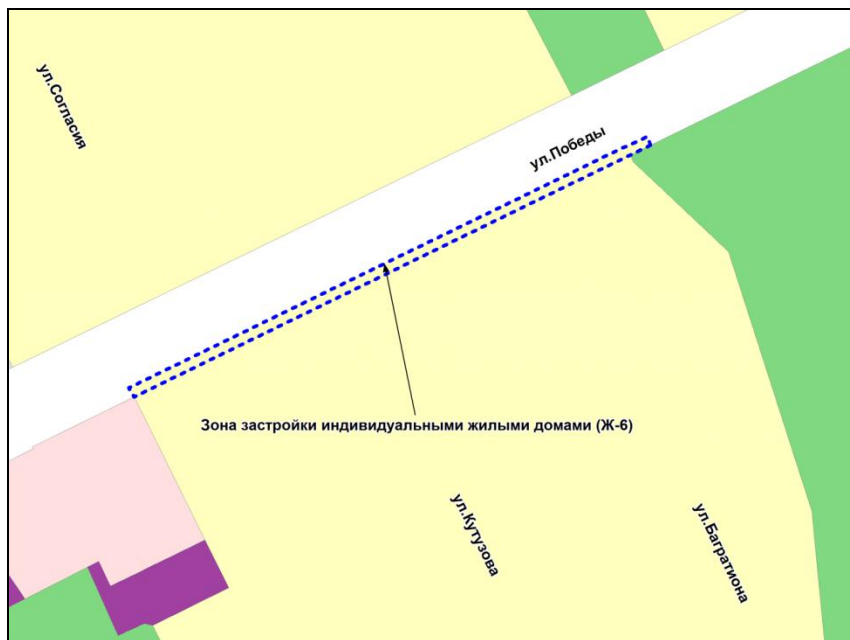 ул.Согласия
ул.Победы
Зона застройки индивидуальными жилыми домами (Ж-6)
ул.Кутузова
ул.Багратиона